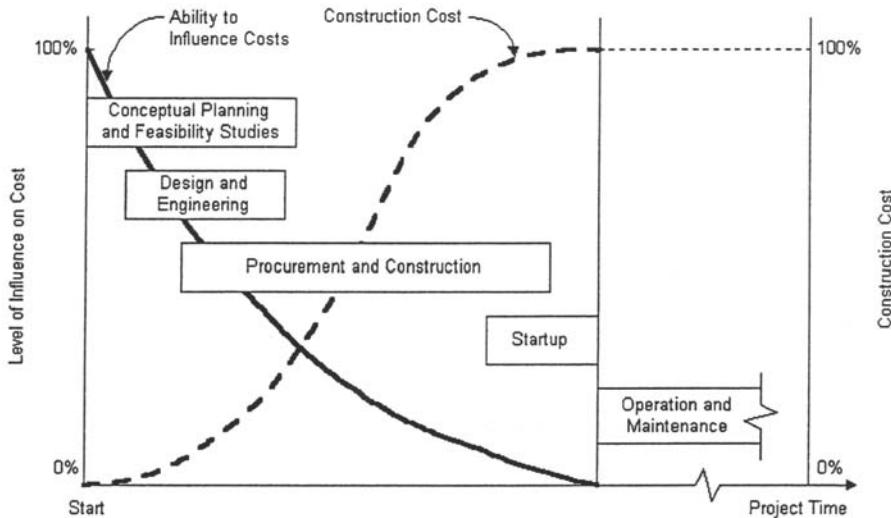 Ability to
Influence Costs
Construction Cost
100%
100%
Conceptual Planning
and Feasibility Studies
Design and
Engineering
Procurement and Construction
Startup
Operation and
Maintenance
Level of Influence on Cost
Construction Cost
0%
0%
Start
Project Time